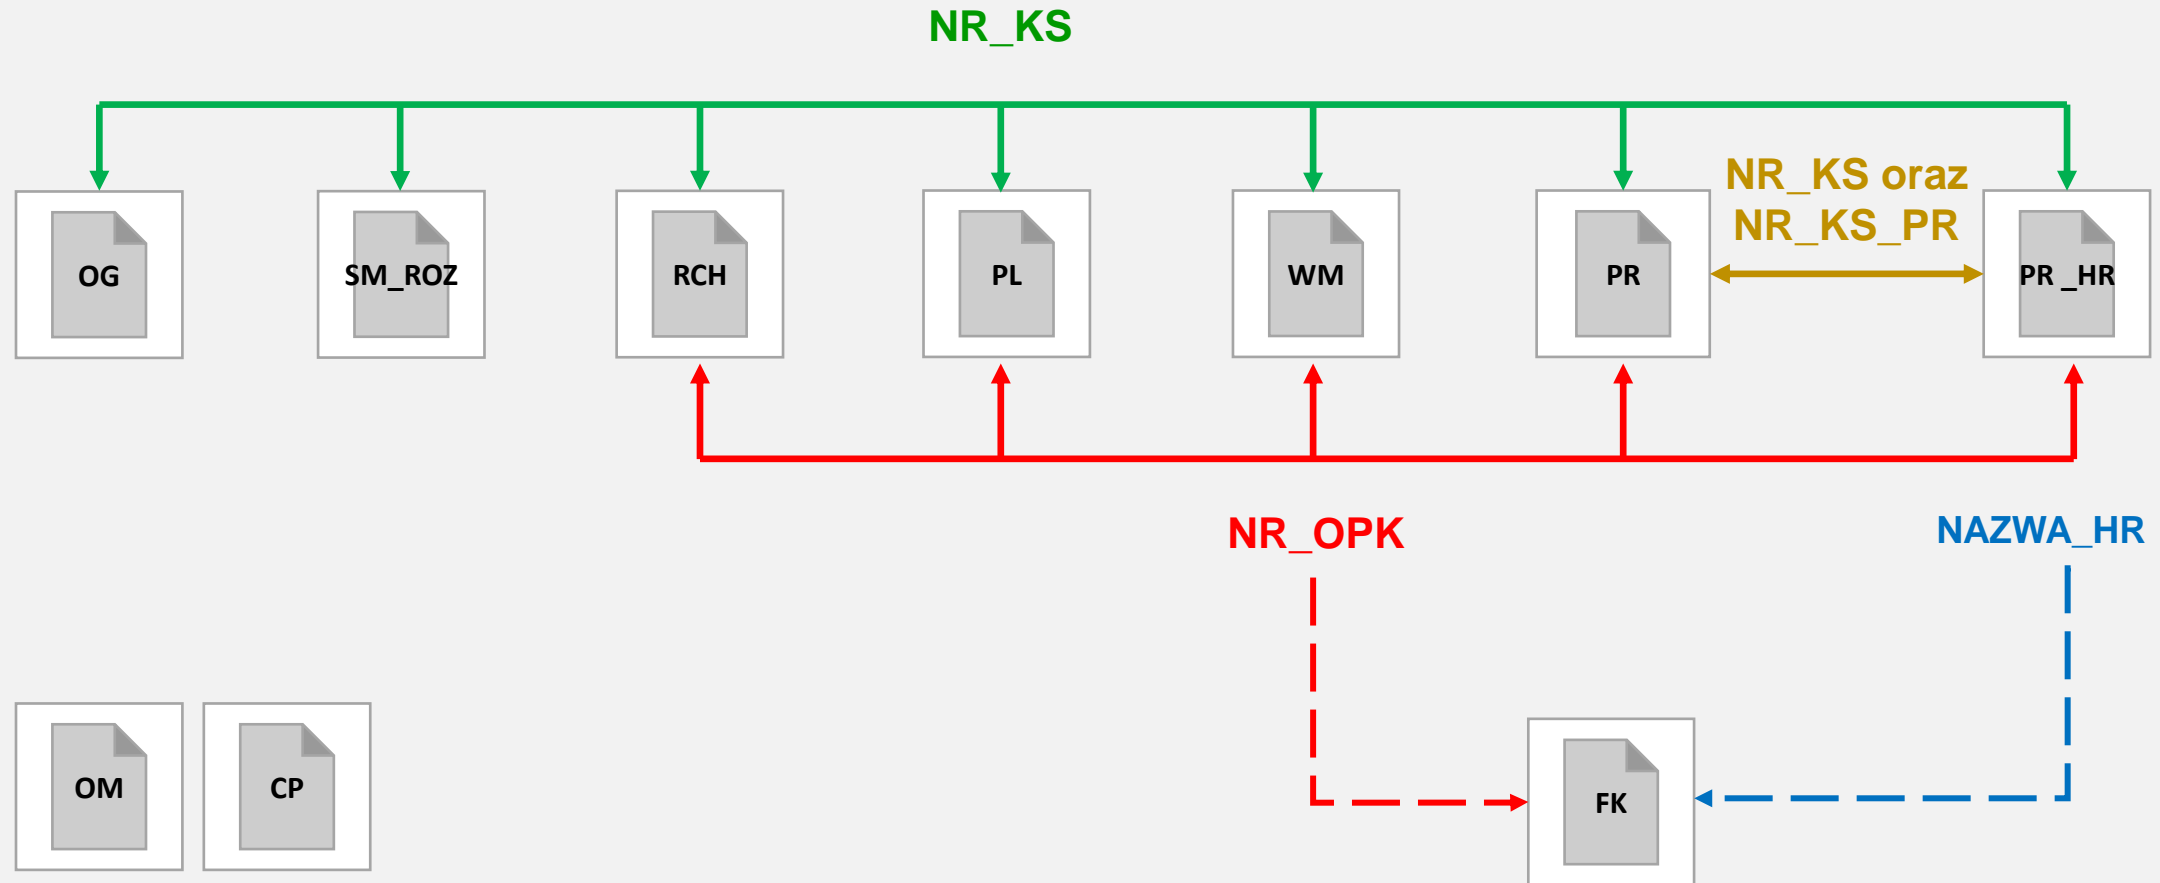 NR_KS
NR_KS oraz
NR_KS_PR
OG
SM_ROZ
RCH
PL
WM
PR
PR _HR
NR_OPK
NAZWA_HR
OM
CP
FK